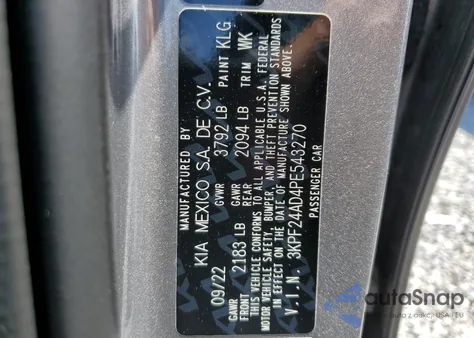 MANUFACTURED BY
KIA MEXICO S.A. DE C.V.
09/22 GVWR 3792 LB PAINT KLG
GAWR FRONT 2183 LB GAWR REAR 2094 LB TRIM WK
THIS VEHICLE CONFORMS TO ALL APPLICABLE U.S.A. FEDERAL
MOTOR VEHICLE SAFETY, BUMPER, AND THEFT PREVENTION STANDARDS
IN EFFECT ON THE DATE OF MANUFACTURE SHOWN ABOVE.
V.I.N. 3KPF24AD4PE543270
PASSENGER CAR
autoSnap